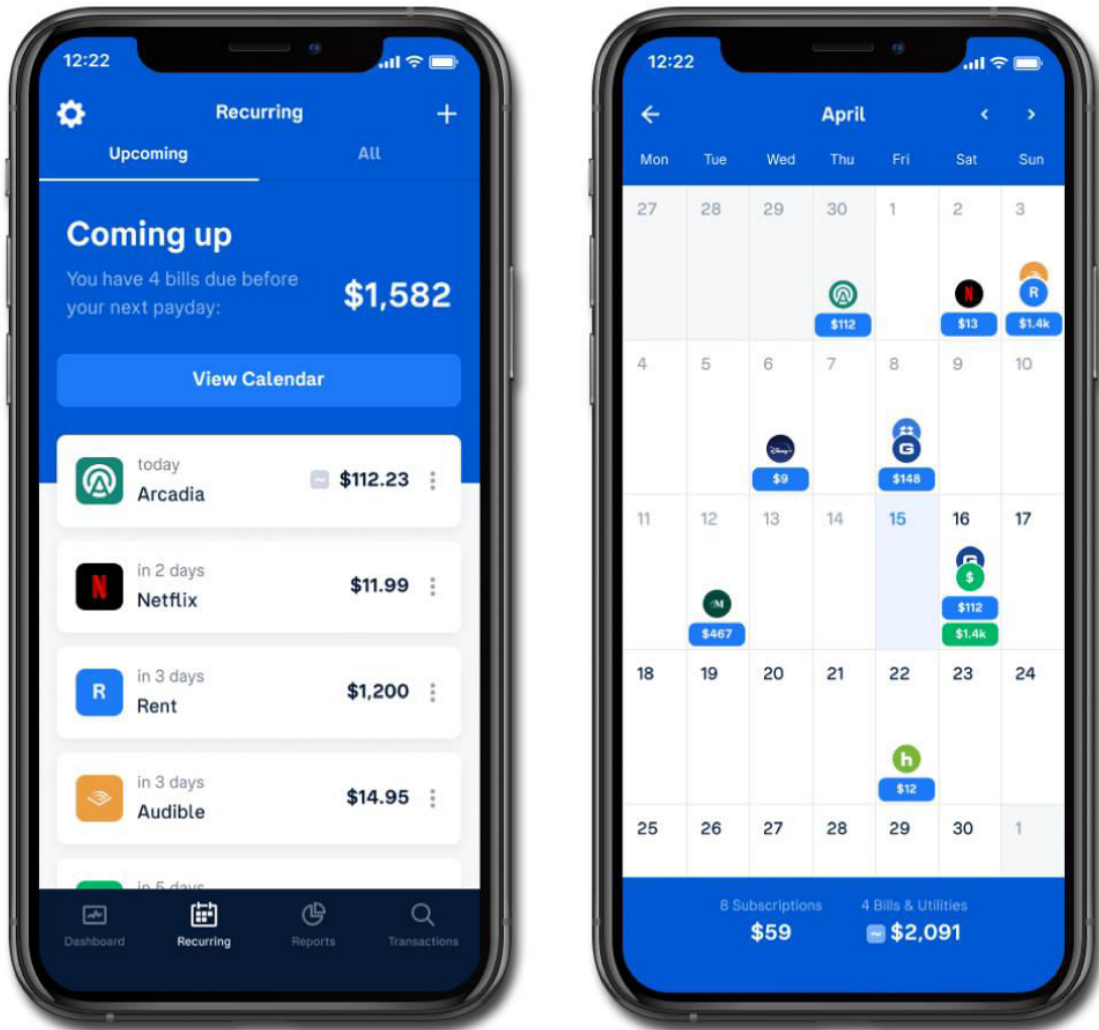 12:22
Recurring
Upcoming All
Coming up
You have 4 bills due before
your next payday:
$1,582
View Calendar
today
Arcadia
$112.23
in 2 days
Netflix
$11.99
R
in 3 days
Rent
$1,200
in 3 days
Audible
$14.95
in 5 days
Dashboard Recurring Reports Transactions
12:22
April
Mon Tue Wed Thu Fri Sat Sun
27 28 29 30 1 2 3
N R
$112 $13 $1.4k
4 5 6 7 8 9 10
Disney+ G
$9 $148
11 12 13 14 15 16 17
G
M $
$112
$467 $1.4k
18 19 20 21 22 23 24
h
$12
25 26 27 28 29 30 1
8 Subscriptions 4 Bills & Utilities
$59 ~ $2,091